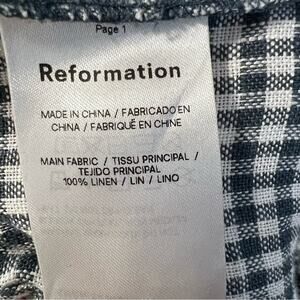 Page 1
Reformation
MADE IN CHINA / FABRICADO EN
CHINA / FABRIQUÉ EN CHINE
MAIN FABRIC / TISSU PRINCIPAL /
TEJIDO PRINCIPAL
100% LINEN / LIN / LINO